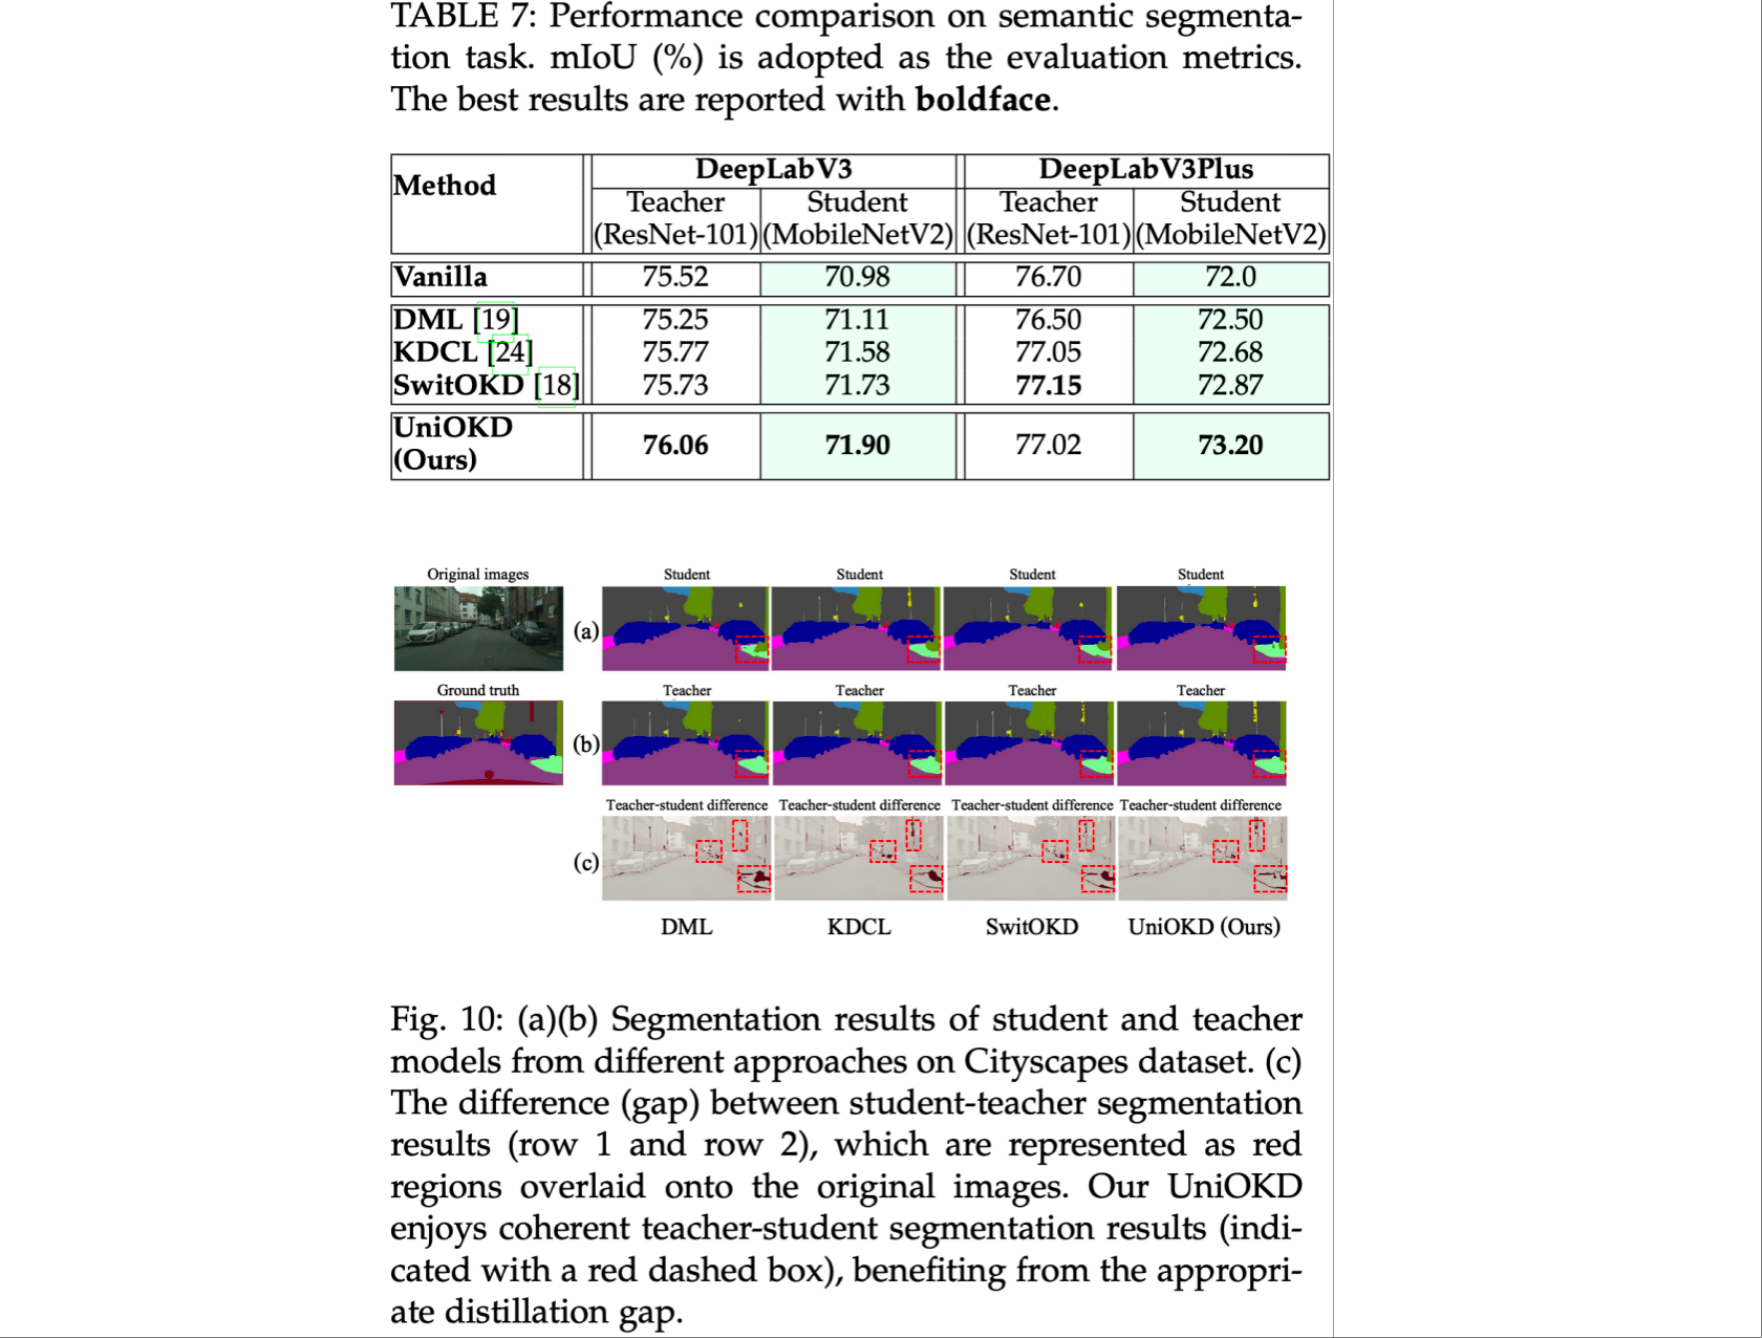 TABLE 7: Performance comparison on semantic segmenta-
tion task. mIoU (%) is adopted as the evaluation metrics.
The best results are reported with boldface.
Method DeepLabV3 DeepLabV3Plus
Teacher Student Teacher Student
(ResNet-101) (MobileNetV2) (ResNet-101) (MobileNetV2)
Vanilla 75.52 70.98 76.70 72.0
DML [19] 75.25 71.11 76.50 72.50
KDCL [24] 75.77 71.58 77.05 72.68
SwitOKD [18] 75.73 71.73 77.15 72.87
UniOKD
(Ours) 76.06 71.90 77.02 73.20
Original images Student Student Student Student
(a)
Ground truth Teacher Teacher Teacher Teacher
(b)
Teacher-student difference Teacher-student difference Teacher-student difference Teacher-student difference
(c)
DML KDCL SwitOKD UniOKD (Ours)
Fig. 10: (a)(b) Segmentation results of student and teacher
models from different approaches on Cityscapes dataset. (c)
The difference (gap) between student-teacher segmentation
results (row 1 and row 2), which are represented as red
regions overlaid onto the original images. Our UniOKD
enjoys coherent teacher-student segmentation results (indi-
cated with a red dashed box), benefiting from the appropri-
ate distillation gap.